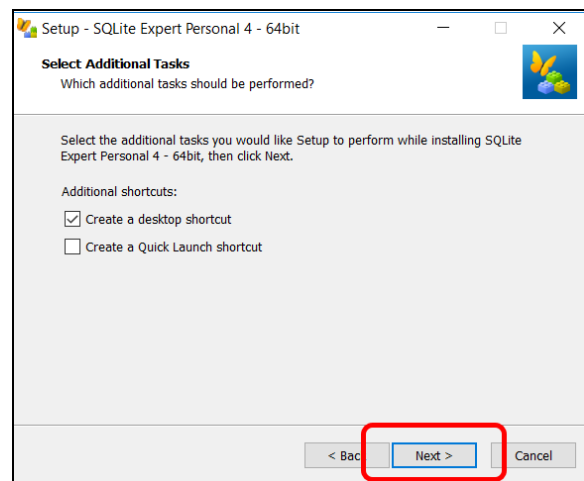 Setup - SQLite Expert Personal 4 - 64bit
Select Additional Tasks
Which additional tasks should be performed?
Select the additional tasks you would like Setup to perform while installing SQLite
Expert Personal 4 - 64bit, then click Next.
Additional shortcuts:
Create a desktop shortcut
Create a Quick Launch shortcut
< Bac Next > Cancel